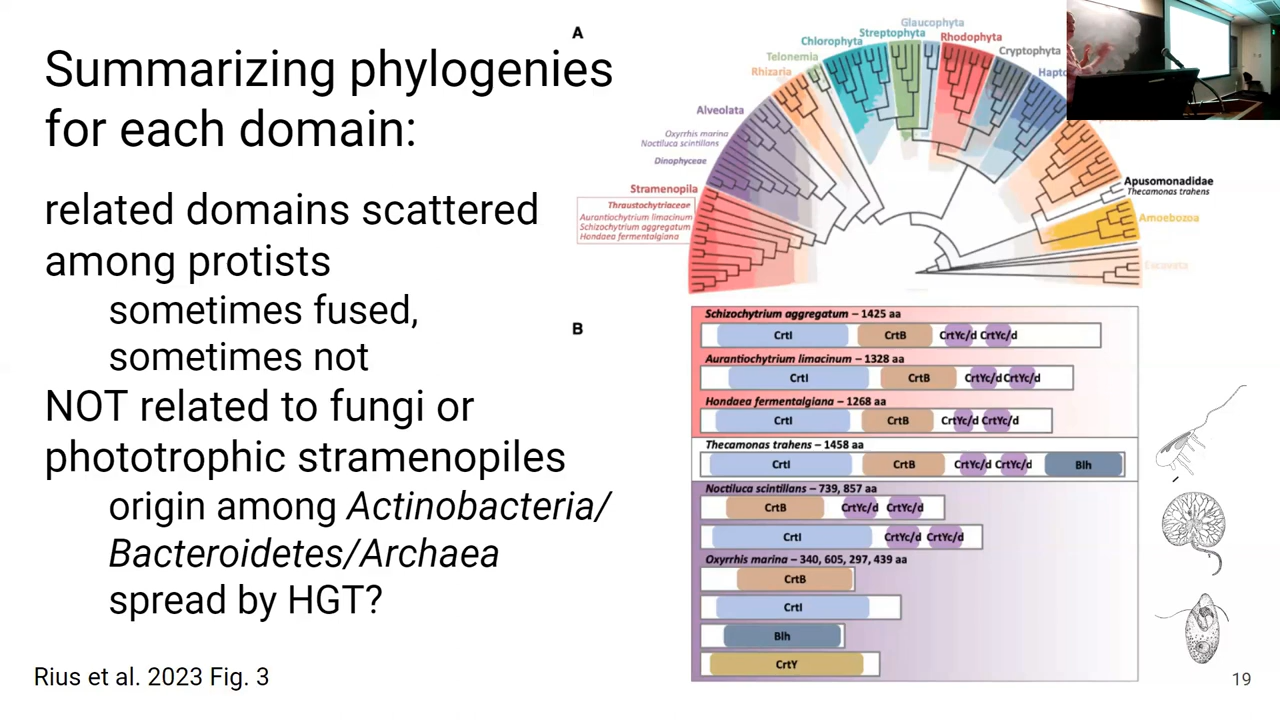 Summarizing phylogenies
for each domain:
related domains scattered
among protists
sometimes fused,
sometimes not
NOT related to fungi or
phototrophic stramenopiles
origin among Actinobacteria/
Bacteroidetes/Archaea
spread by HGT?
Rius et al. 2023 Fig. 3
A
Glaucophyta
Streptophyta
Chlorophyta
Rhodophyta
Cryptophyta
Telonemia
Hapto
Rhizaria
Alveolata
Oxyrrhis marina
Noctiluca scintillans
Dinophyceae
Stramenopila
Thraustochytriaceae
Aurantiochytrium limacinum
Schizochytrium aggregatum
Hondaea fermentalgiana
Apusomonadidae
Thecamonas trahens
Amoebozoa
Excavata
B
Schizochytrium aggregatum – 1425 aa
CrtI CrtB CrtYc/d CrtYc/d
Aurantiochytrium limacinum – 1328 aa
CrtI CrtB CrtYc/d CrtYc/d
Hondaea fermentalgiana – 1268 aa
CrtI CrtB CrtYc/d CrtYc/d
Thecamonas trahens – 1458 aa
CrtI CrtB CrtYc/d CrtYc/d Blh
Noctiluca scintillans – 739, 857 aa
CrtB CrtYc/d CrtYc/d
CrtI CrtYc/d CrtYc/d
Oxyrrhis marina – 340, 605, 297, 439 aa
CrtB
CrtI
Blh
CrtY
19